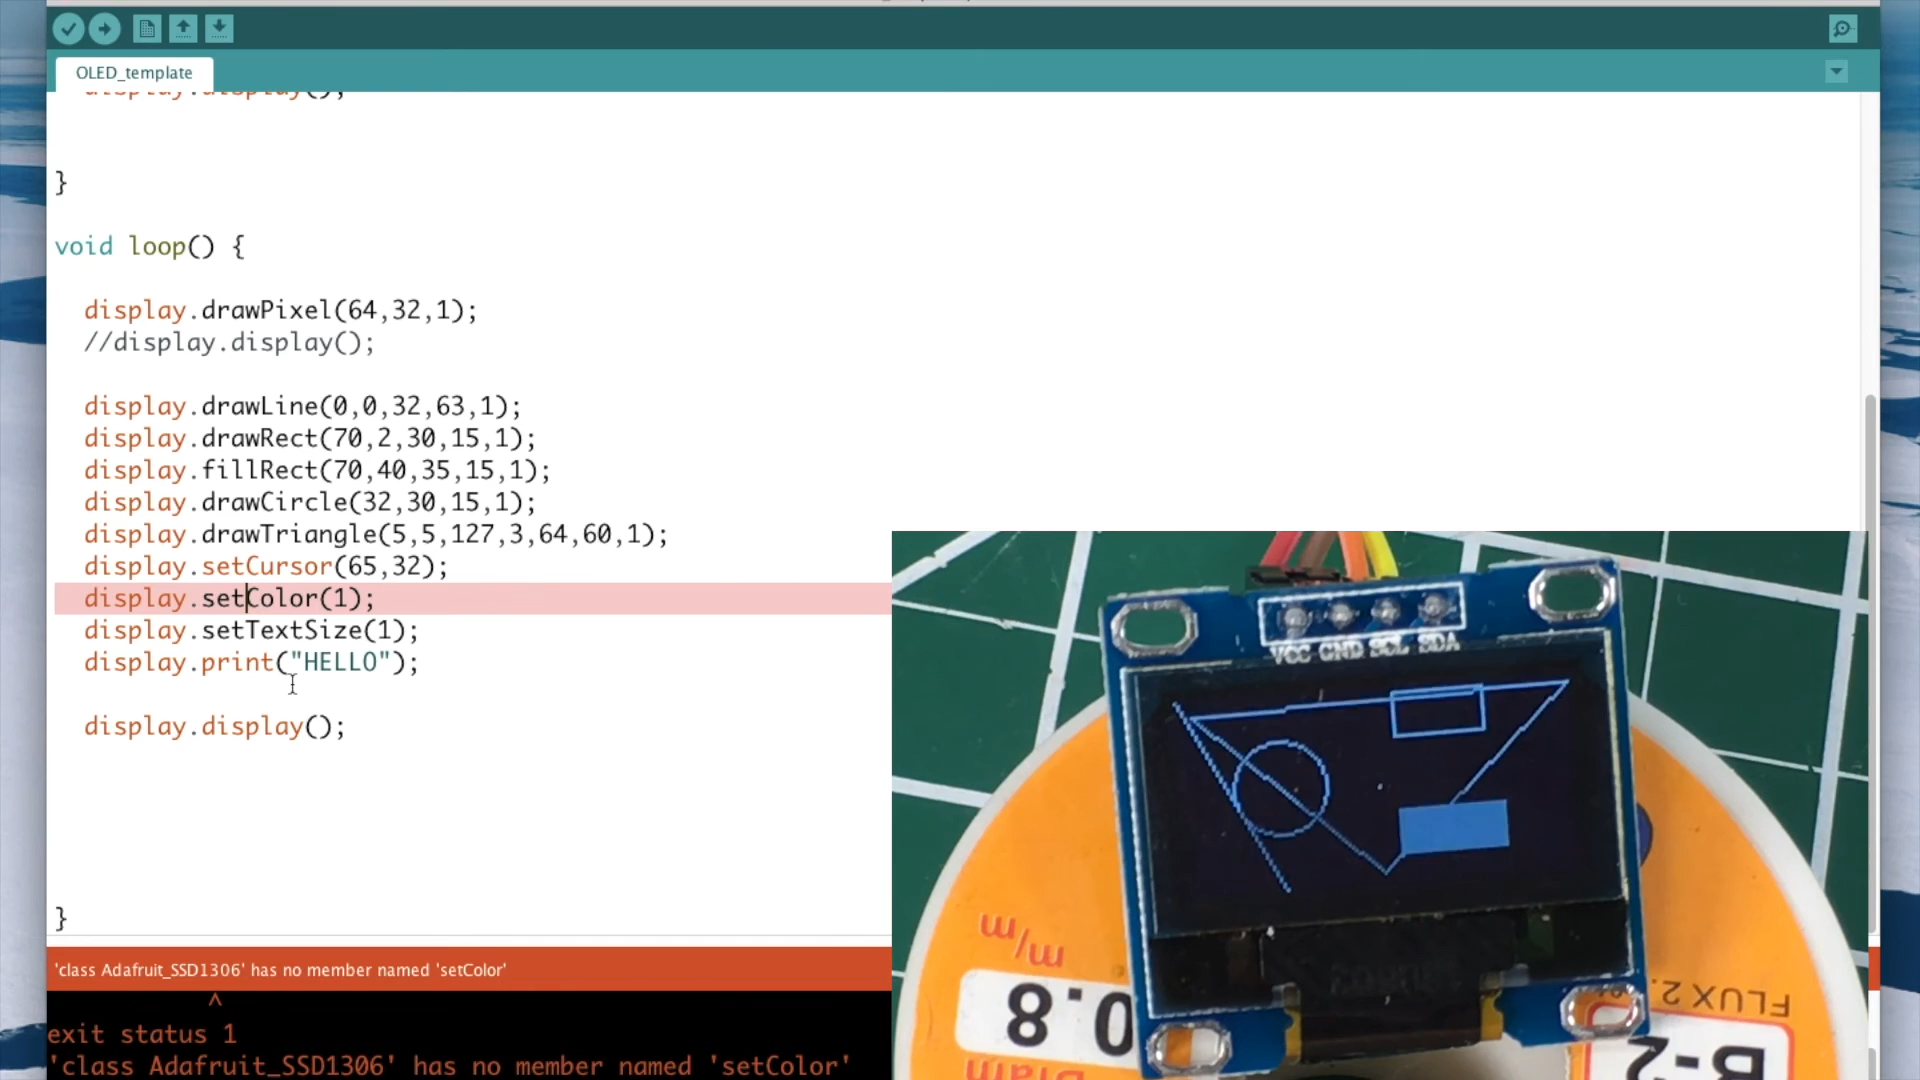 OLED_template
display.display();
}
void loop() {
display.drawPixel(64,32,1);
//display.display();
display.drawLine(0,0,32,63,1);
display.drawRect(70,2,30,15,1);
display.fillRect(70,40,35,15,1);
display.drawCircle(32,30,15,1);
display.drawTriangle(5,5,127,3,64,60,1);
display.setCursor(65,32);
display.setColor(1);
display.setTextSize(1);
display.print("HELLO");
display.display();
}
'class Adafruit_SSD1306' has no member named 'setColor'
^
exit status 1
'class Adafruit_SSD1306' has no member named 'setColor'
VCC GND SCL SDA
m/m
0.8
FLUX 2.
B-2